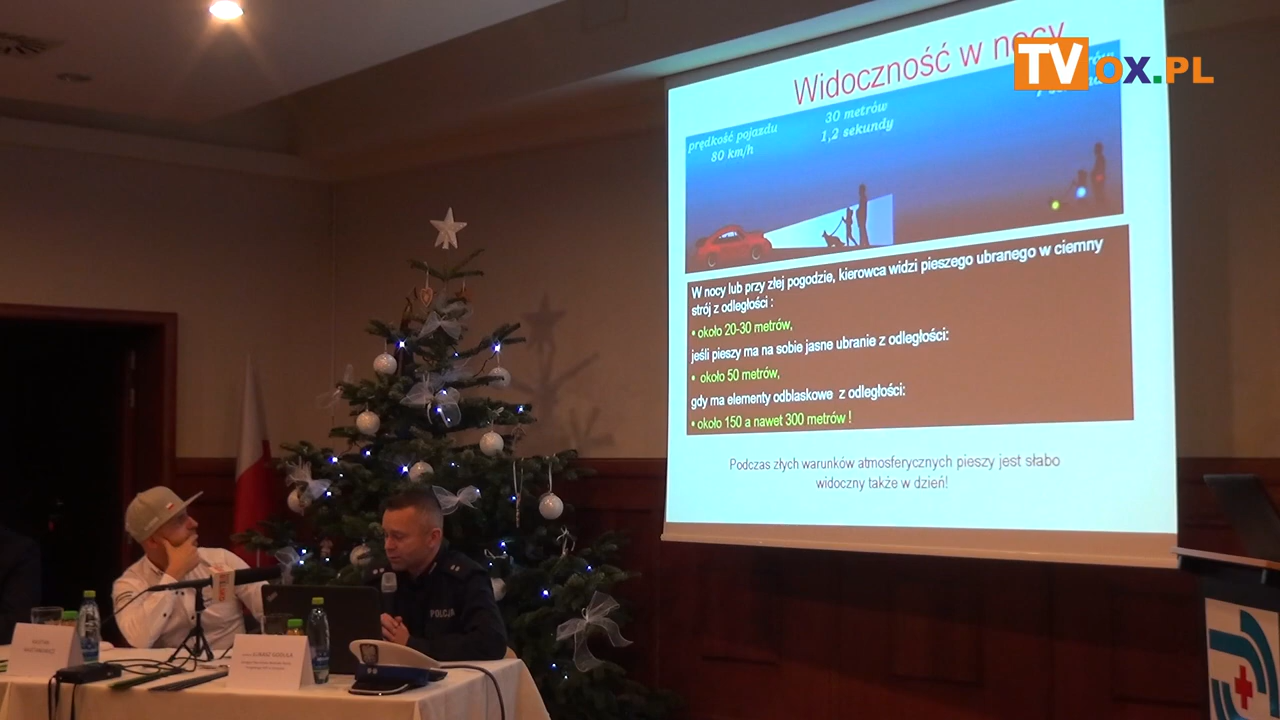 TVOX.PL
Widoczność w nocy
prędkość pojazdu
80 km/h
30 metrów
1,2 sekundy
W nocy lub przy złej pogodzie, kierowca widzi pieszego ubranego w ciemny
strój z odległości :
• około 20-30 metrów,
jeśli pieszy ma na sobie jasne ubranie z odległości:
• około 50 metrów,
gdy ma elementy odblaskowe z odległości:
• około 150 a nawet 300 metrów !
Podczas złych warunków atmosferycznych pieszy jest słabo
widoczny także w dzień!
POLICJA